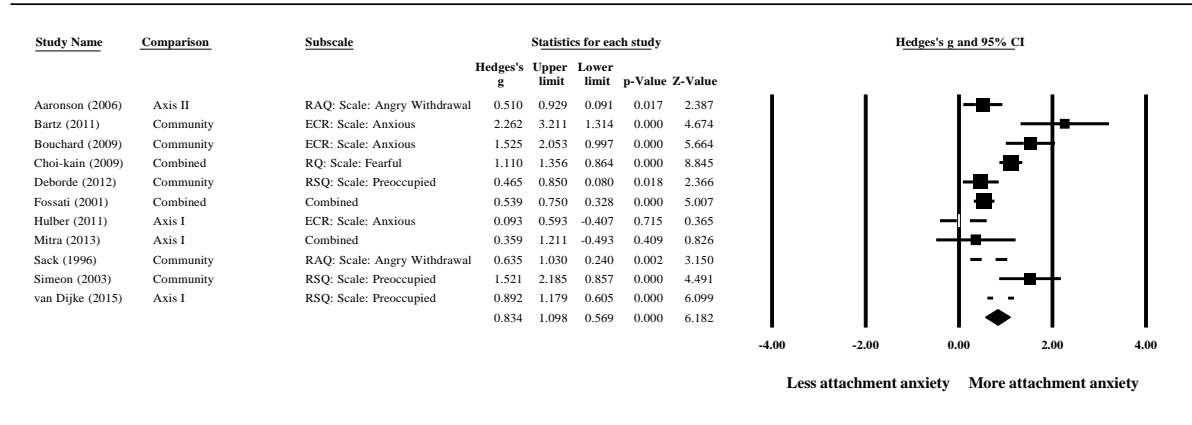 Study Name Comparison Subscale Statistics for each study Hedges's g and 95% CI
Hedges's Upper Lower
g limit limit p-Value Z-Value
Aaronson (2006) Axis II RAQ: Scale: Angry Withdrawal 0.510 0.929 0.091 0.017 2.387
Bartz (2011) Community ECR: Scale: Anxious 2.262 3.211 1.314 0.000 4.674
Bouchard (2009) Community ECR: Scale: Anxious 1.525 2.053 0.997 0.000 5.664
Choi-kain (2009) Combined RQ: Scale: Fearful 1.110 1.356 0.864 0.000 8.845
Deborde (2012) Community RSQ: Scale: Preoccupied 0.465 0.850 0.080 0.018 2.366
Fossati (2001) Combined Combined 0.539 0.750 0.328 0.000 5.007
Hulber (2011) Axis I ECR: Scale: Anxious 0.093 0.593 -0.407 0.715 0.365
Mitra (2013) Axis I Combined 0.359 1.211 -0.493 0.409 0.826
Sack (1996) Community RAQ: Scale: Angry Withdrawal 0.635 1.030 0.240 0.002 3.150
Simeon (2003) Community RSQ: Scale: Preoccupied 1.521 2.185 0.857 0.000 4.491
van Dijke (2015) Axis I RSQ: Scale: Preoccupied 0.892 1.179 0.605 0.000 6.099
0.834 1.098 0.569 0.000 6.182
-4.00 -2.00 0.00 2.00 4.00
Less attachment anxiety More attachment anxiety